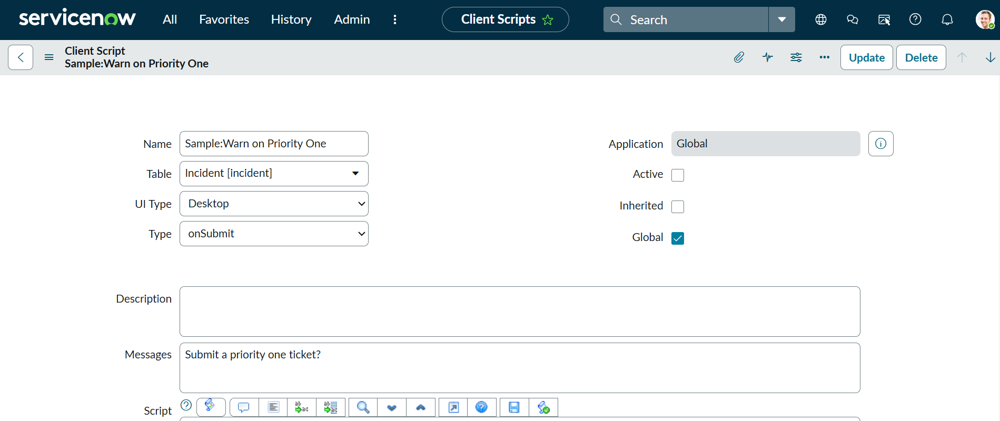 servicenow All Favorites History Admin Client Scripts Search
Client Script
Sample:Warn on Priority One
Update Delete
Name Sample:Warn on Priority One
Application Global
Table Incident [incident]
Active
UI Type Desktop
Inherited
Type onSubmit
Global
Description
Messages Submit a priority one ticket?
Script